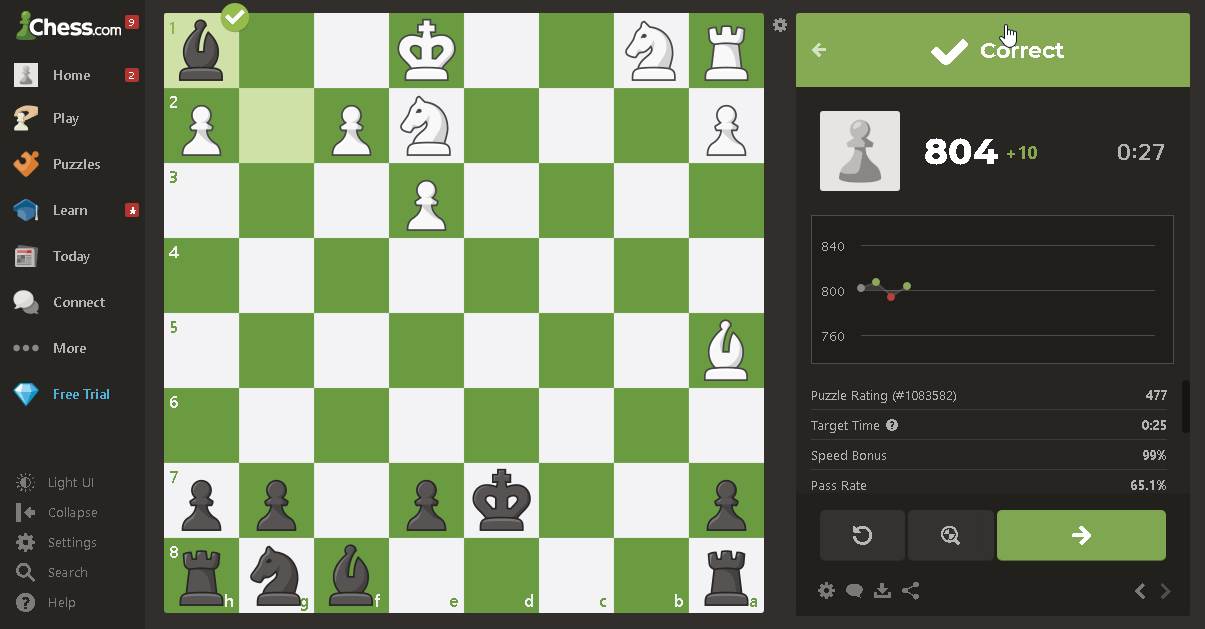 Chess.com 9
Home 2
Play
Puzzles
Learn
Today
Connect
More
Free Trial
Light UI
Collapse
Settings
Search
Help
1
2
3
4
5
6
7
8
h g f e d c b a
Correct
804 +10 0:27
840
800
760
Puzzle Rating (#1083582) 477
Target Time ? 0:25
Speed Bonus 99%
Pass Rate 65.1%